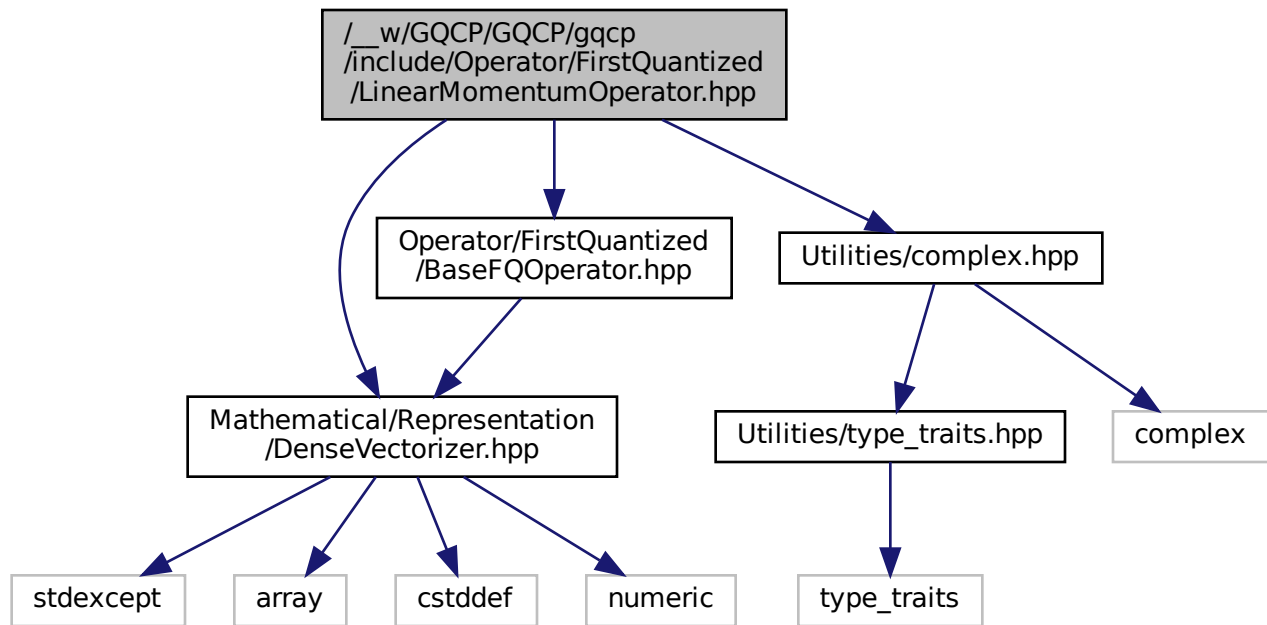 /__w/GQCP/GQCP/gqcp
/include/Operator/FirstQuantized
/LinearMomentumOperator.hpp
Operator/FirstQuantized
/BaseFQOperator.hpp
Utilities/complex.hpp
Mathematical/Representation
/DenseVectorizer.hpp
Utilities/type_traits.hpp
complex
stdexcept
array
cstddef
numeric
type_traits